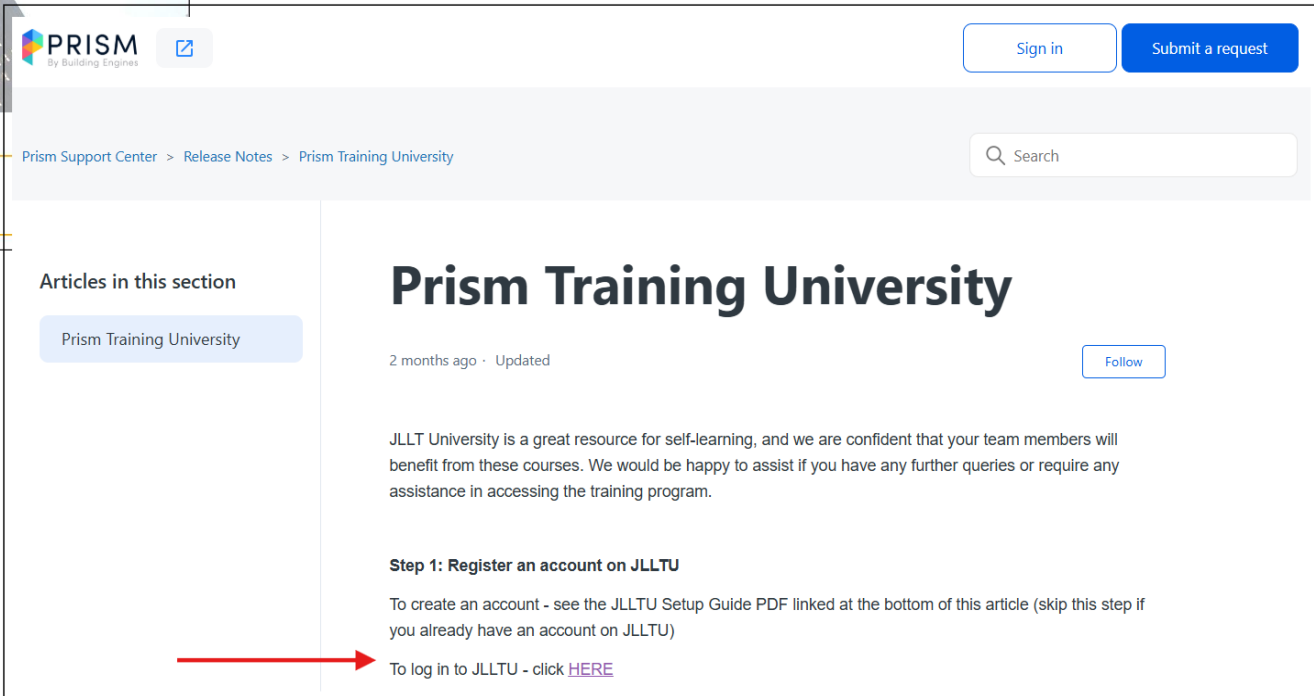 PRISM
By Building Engines
Sign in
Submit a request
Prism Support Center > Release Notes > Prism Training University
Search
Articles in this section
Prism Training University
Prism Training University
2 months ago · Updated
Follow
JLLT University is a great resource for self-learning, and we are confident that your team members will
benefit from these courses. We would be happy to assist if you have any further queries or require any
assistance in accessing the training program.
Step 1: Register an account on JLLTU
To create an account - see the JLLTU Setup Guide PDF linked at the bottom of this article (skip this step if
you already have an account on JLLTU)
To log in to JLLTU - click HERE